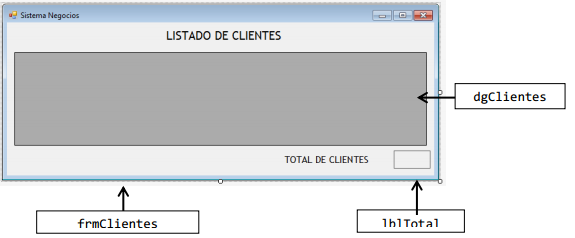 Sistema Negocios
LISTADO DE CLIENTES
dgClientes
TOTAL DE CLIENTES
frmClientes
lblTotal